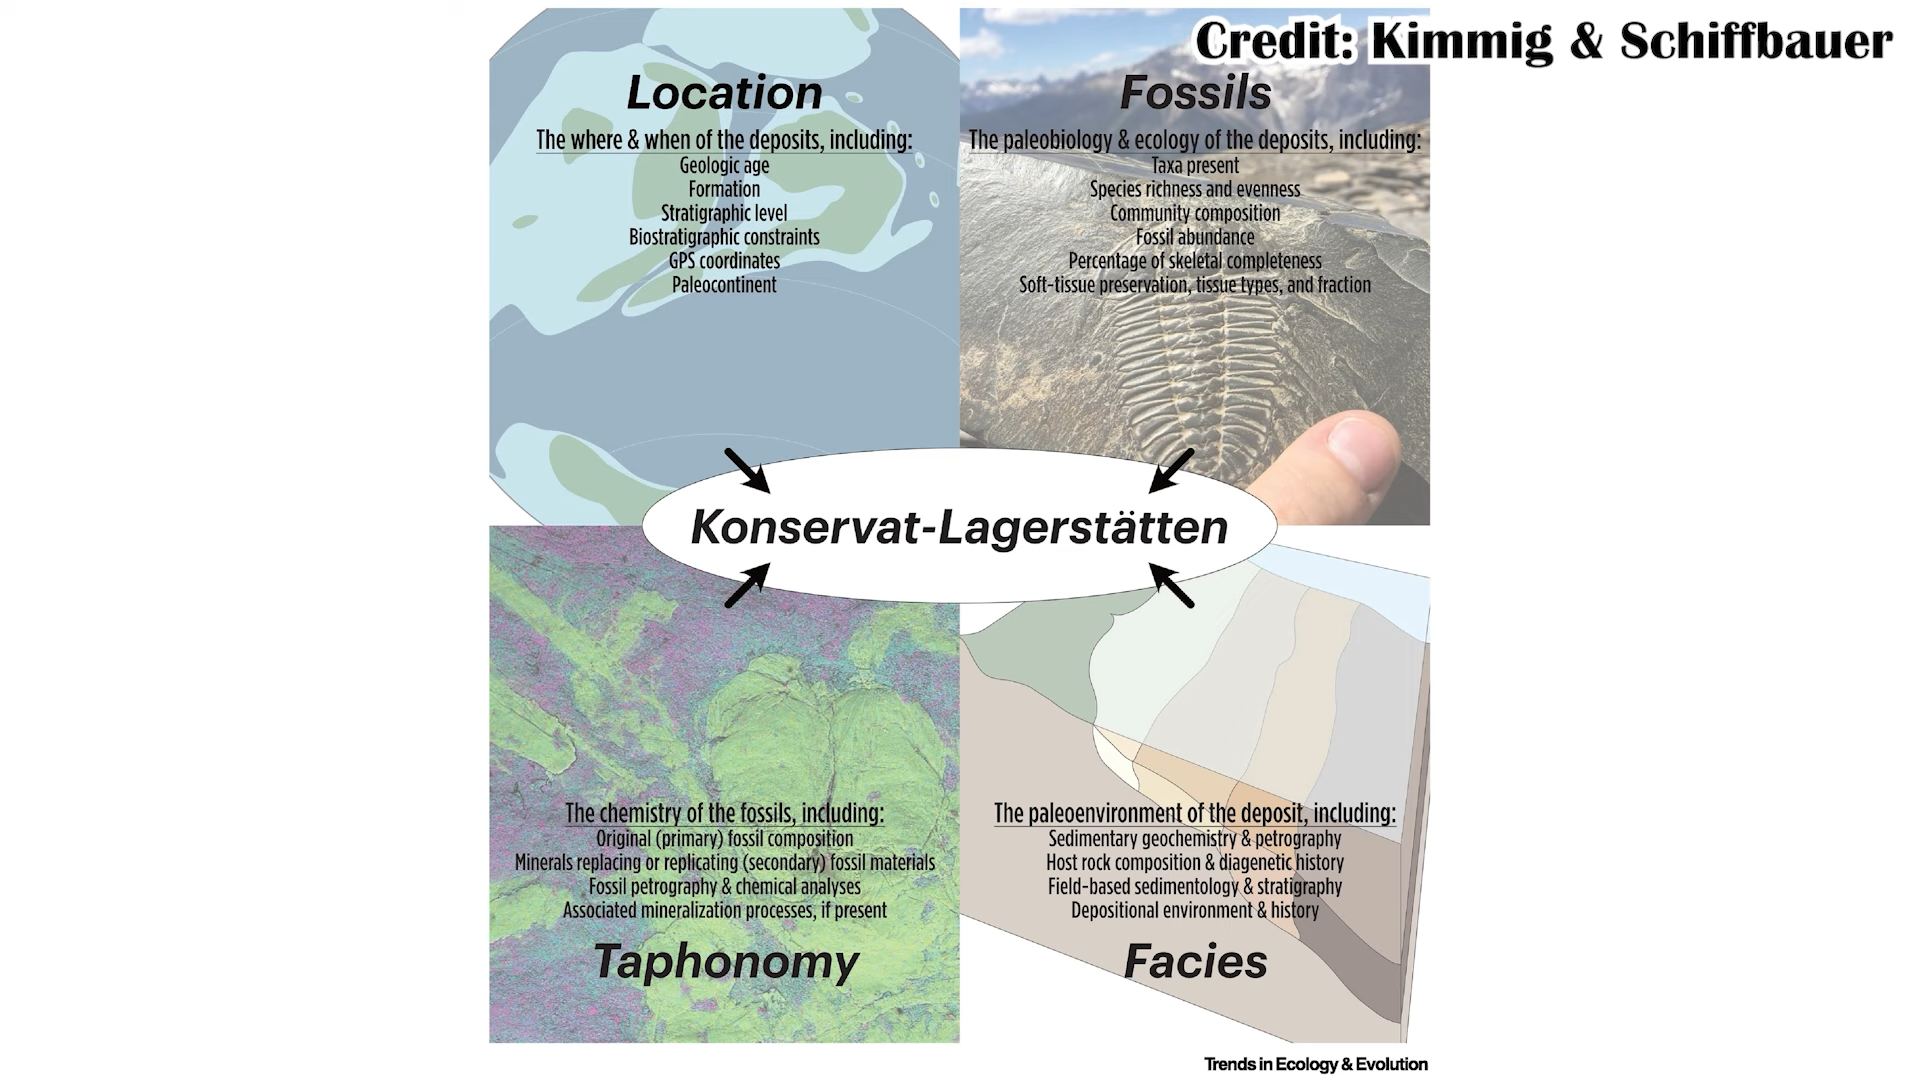 Credit: Kimmig & Schiffbauer
Location
The where & when of the deposits, including:
Geologic age
Formation
Stratigraphic level
Biostratigraphic constraints
GPS coordinates
Paleocontinent
Fossils
The paleobiology & ecology of the deposits, including:
Taxa present
Species richness and evenness
Community composition
Fossil abundance
Percentage of skeletal completeness
Soft-tissue preservation, tissue types, and fraction
Konservat-Lagerstätten
The chemistry of the fossils, including:
Original (primary) fossil composition
Minerals replacing or replicating (secondary) fossil materials
Fossil petrography & chemical analyses
Associated mineralization processes, if present
Taphonomy
The paleoenvironment of the deposit, including:
Sedimentary geochemistry & petrography
Host rock composition & diagenetic history
Field-based sedimentology & stratigraphy
Depositional environment & history
Facies
Trends in Ecology & Evolution